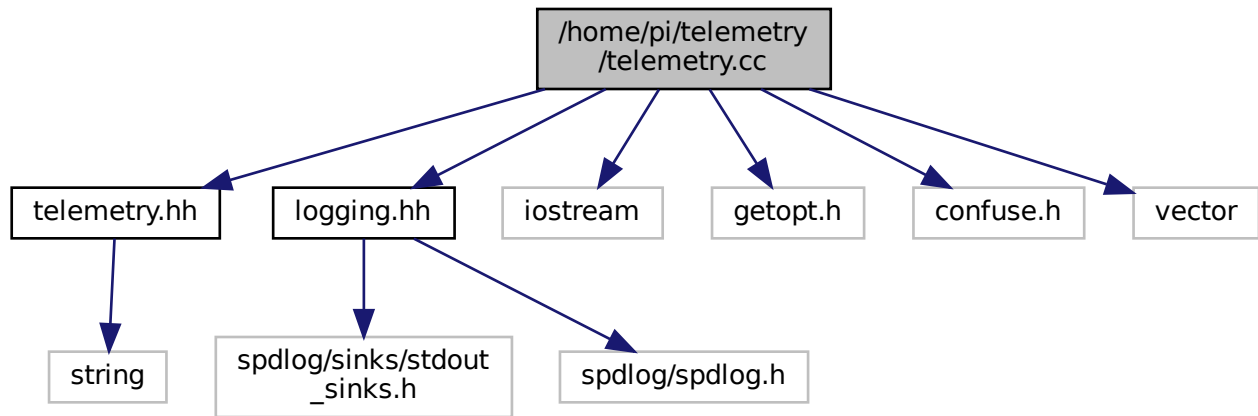 /home/pi/telemetry
/telemetry.cc
telemetry.hh
logging.hh
iostream
getopt.h
confuse.h
vector
string
spdlog/sinks/stdout
_sinks.h
spdlog/spdlog.h